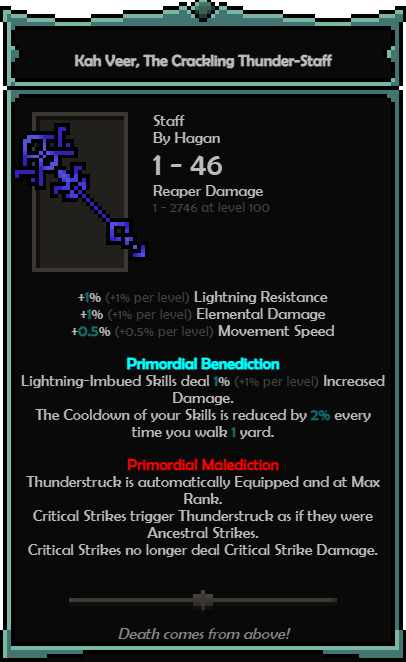 Kah Veer, The Crackling Thunder-Staff
Staff
By Hagan
1 - 46
Reaper Damage
1 - 2746 at level 100
+1% (+1% per level) Lightning Resistance
+1% (+1% per level) Elemental Damage
+0.5% (+0.5% per level) Movement Speed
Primordial Benediction
Lightning-Imbued Skills deal 1% (+1% per level) Increased
Damage.
The Cooldown of your Skills is reduced by 2% every
time you walk 1 yard.
Primordial Malediction
Thunderstruck is automatically Equipped and at Max
Rank.
Critical Strikes trigger Thunderstruck as if they were
Ancestral Strikes.
Critical Strikes no longer deal Critical Strike Damage.
Death comes from above!